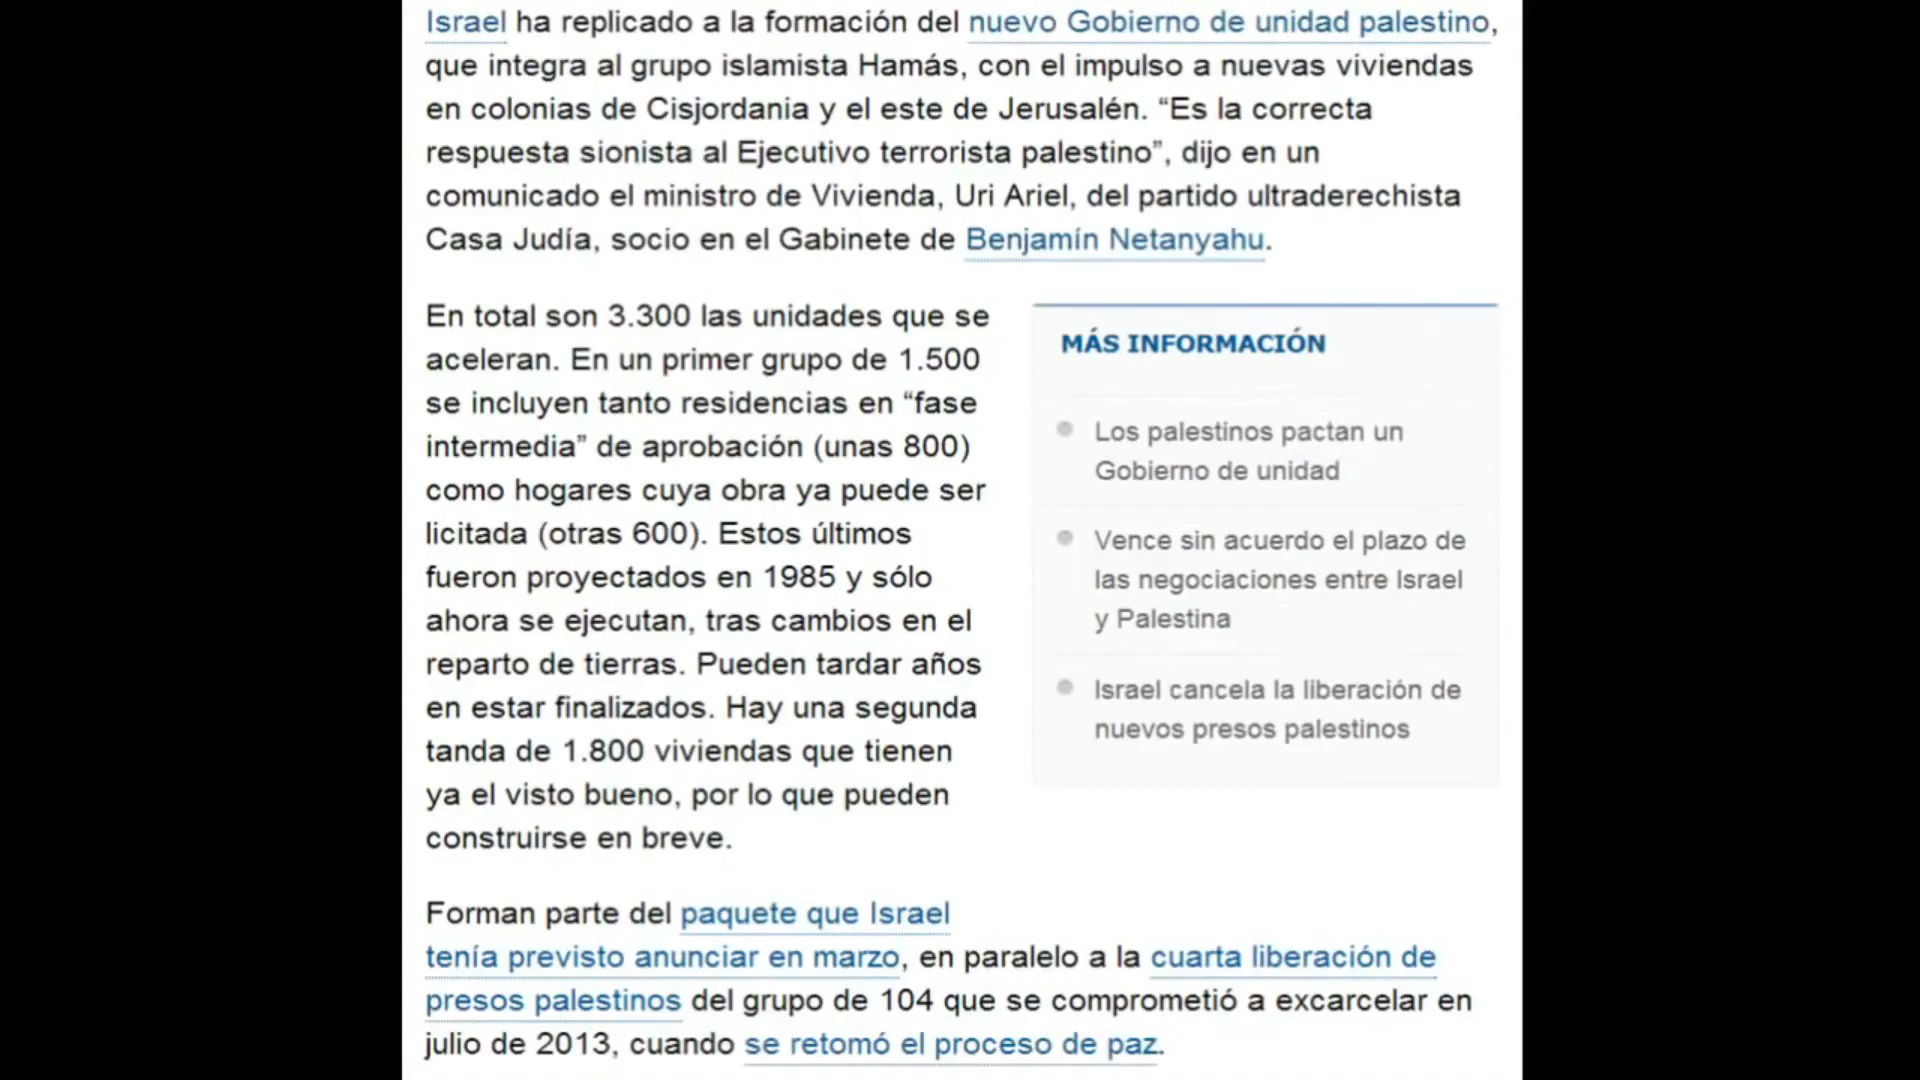 Israel ha replicado a la formación del nuevo Gobierno de unidad palestino,
que integra al grupo islamista Hamás, con el impulso a nuevas viviendas
en colonias de Cisjordania y el este de Jerusalén. “Es la correcta
respuesta sionista al Ejecutivo terrorista palestino”, dijo en un
comunicado el ministro de Vivienda, Uri Ariel, del partido ultraderechista
Casa Judía, socio en el Gabinete de Benjamín Netanyahu.
En total son 3.300 las unidades que se
aceleran. En un primer grupo de 1.500
se incluyen tanto residencias en “fase
intermedia” de aprobación (unas 800)
como hogares cuya obra ya puede ser
licitada (otras 600). Estos últimos
fueron proyectados en 1985 y sólo
ahora se ejecutan, tras cambios en el
reparto de tierras. Pueden tardar años
en estar finalizados. Hay una segunda
tanda de 1.800 viviendas que tienen
ya el visto bueno, por lo que pueden
construirse en breve.
MÁS INFORMACIÓN
Los palestinos pactan un
Gobierno de unidad
Vence sin acuerdo el plazo de
las negociaciones entre Israel
y Palestina
Israel cancela la liberación de
nuevos presos palestinos
Forman parte del paquete que Israel
tenía previsto anunciar en marzo, en paralelo a la cuarta liberación de
presos palestinos del grupo de 104 que se comprometió a excarcelar en
julio de 2013, cuando se retomó el proceso de paz.